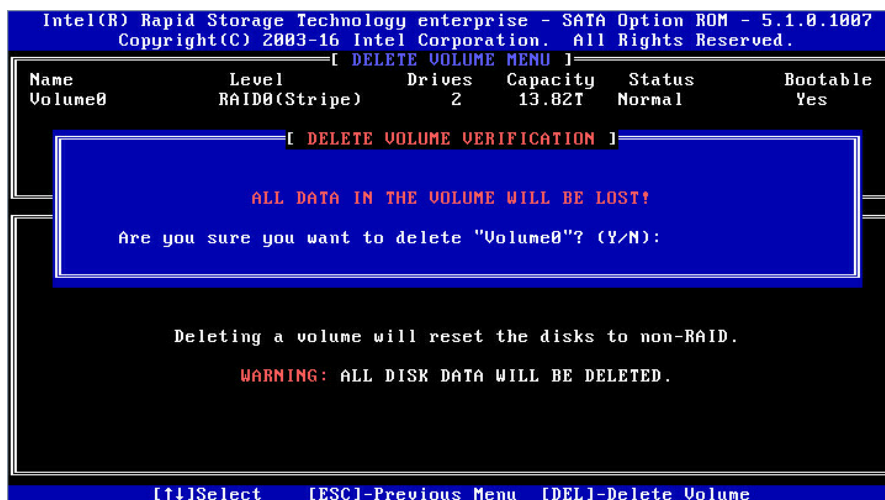 Intel(R) Rapid Storage Technology enterprise - SATA Option ROM - 5.1.0.1007
Copyright(C) 2003-16 Intel Corporation.  All Rights Reserved.
[ DELETE VOLUME MENU ]
Name Level Drives Capacity Status Bootable
Volume0 RAID0(Stripe) 2 13.82T Normal Yes
[ DELETE VOLUME VERIFICATION ]
ALL DATA IN THE VOLUME WILL BE LOST!
Are you sure you want to delete "Volume0"? (Y/N):
Deleting a volume will reset the disks to non-RAID.
WARNING: ALL DISK DATA WILL BE DELETED.
[↑↓]Select [ESC]-Previous Menu [DEL]-Delete Volume